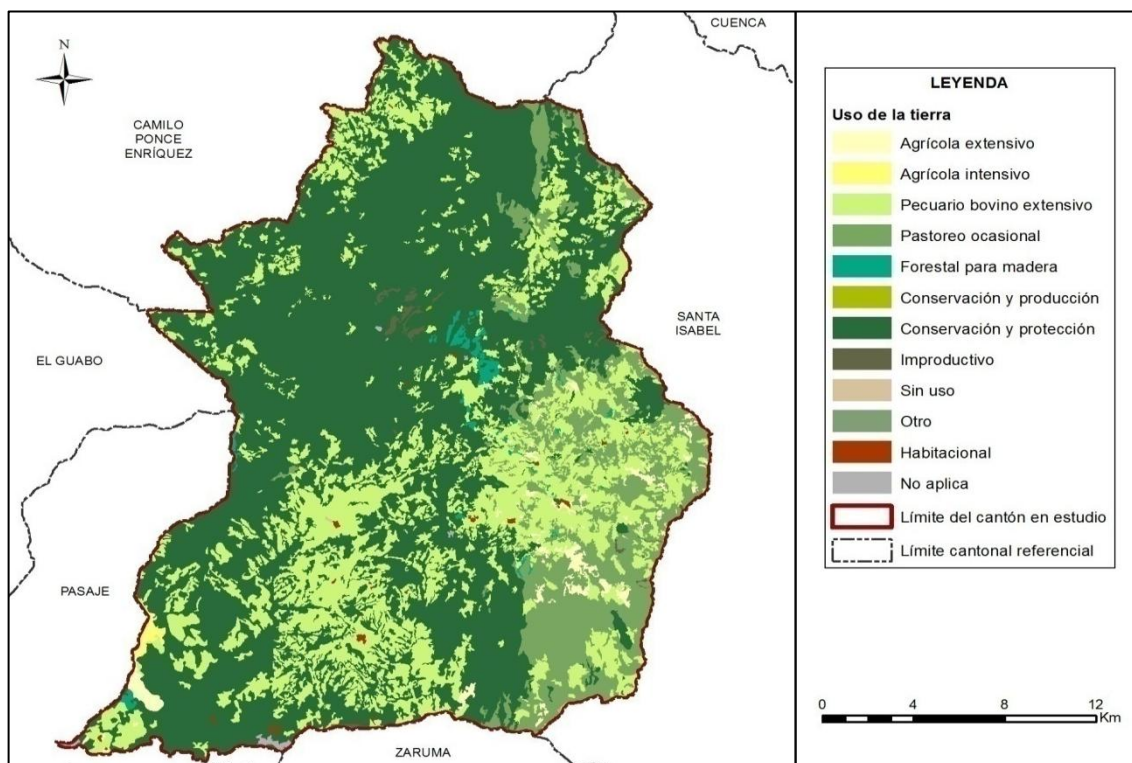 CUENCA
N
CAMILO
PONCE
ENRÍQUEZ
EL GUABO
SANTA
ISABEL
PASAJE
ZARUMA
LEYENDA
Uso de la tierra
Agrícola extensivo
Agrícola intensivo
Pecuario bovino extensivo
Pastoreo ocasional
Forestal para madera
Conservación y producción
Conservación y protección
Improductivo
Sin uso
Otro
Habitacional
No aplica
Límite del cantón en estudio
Límite cantonal referencial
0 4 8 12
Km